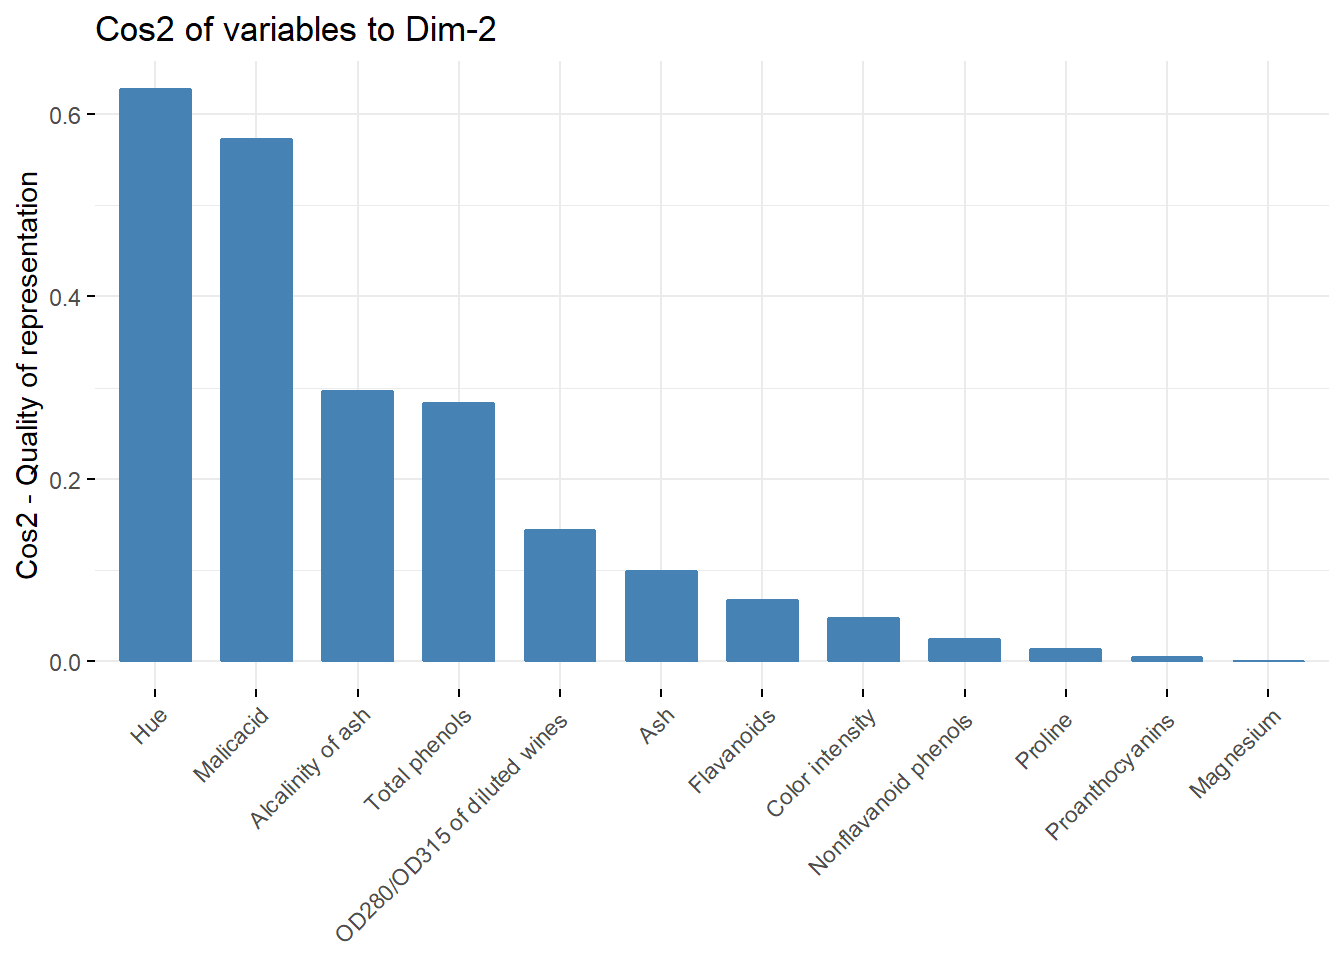 Cos2 of variables to Dim-2
Cos2 - Quality of representation
0.6
0.4
0.2
0.0
Hue
Malicacid
Alcalinity of ash
Total phenols
OD280/OD315 of diluted wines
Ash
Flavanoids
Color intensity
Nonflavanoid phenols
Proline
Proanthocyanins
Magnesium